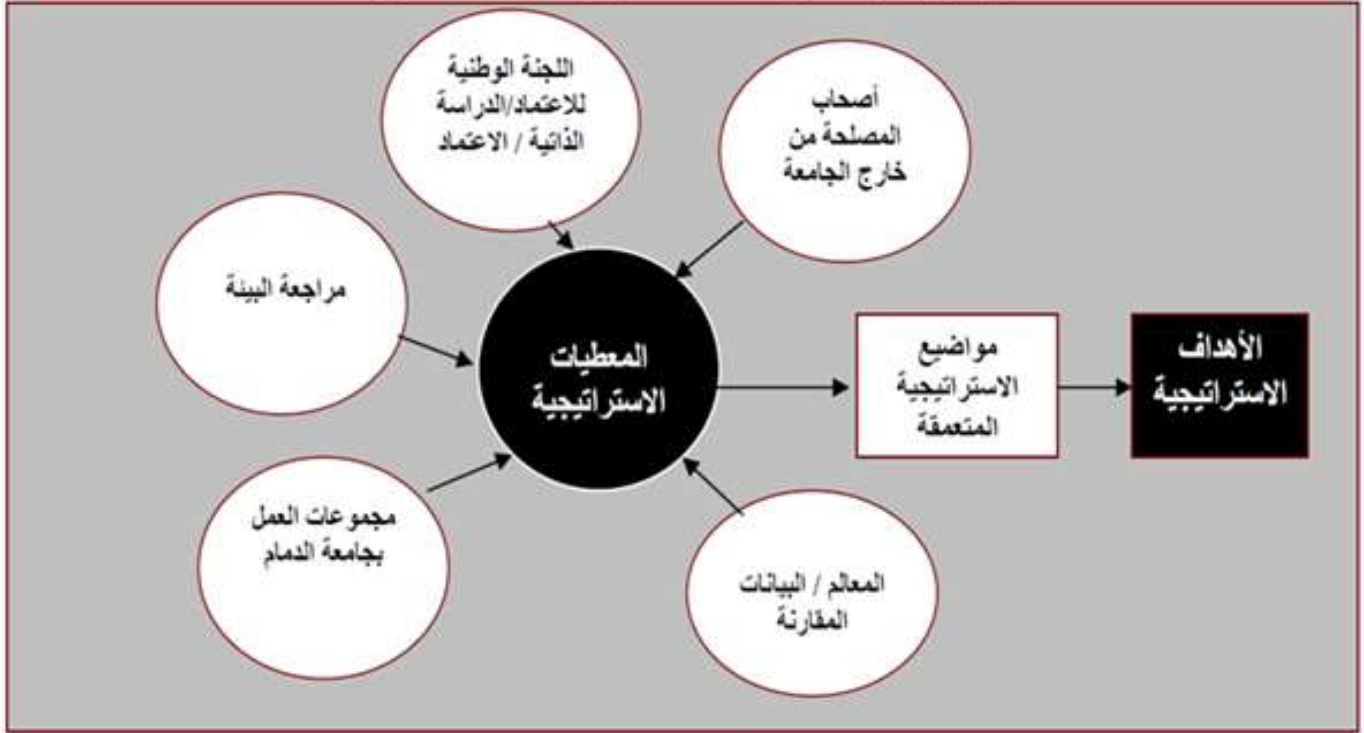 اللجنة الوطنية
للاعتماد/الدراسة
الذاتية / الاعتماد
أصحاب
المصلحة من
خارج الجامعة
مراجعة البيئة
المعطيات
الاستراتيجية
مواضيع
الاستراتيجية
المتعمقة
الأهداف
الاستراتيجية
مجموعات العمل
بجامعة الدمام
المعالم / البيانات
المقارنة